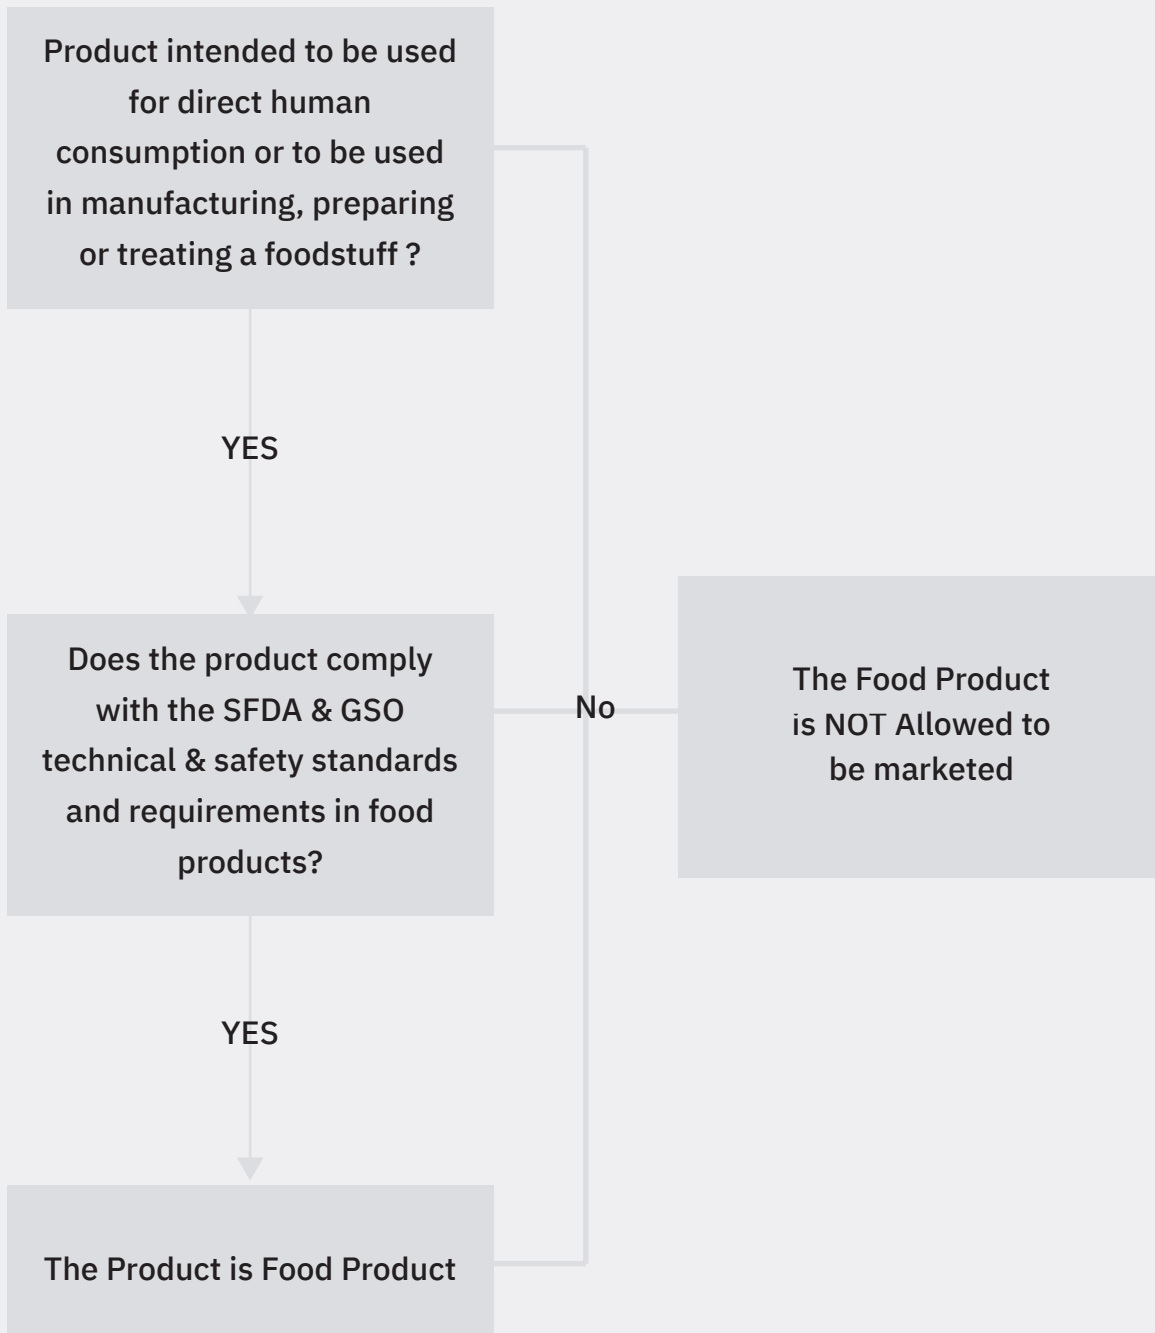 Product intended to be used
for direct human
consumption or to be used
in manufacturing, preparing
or treating a foodstuff ?
YES
Does the product comply
with the SFDA & GSO
technical & safety standards
and requirements in food
products?
No
The Food Product
is NOT Allowed to
be marketed
YES
The Product is Food Product